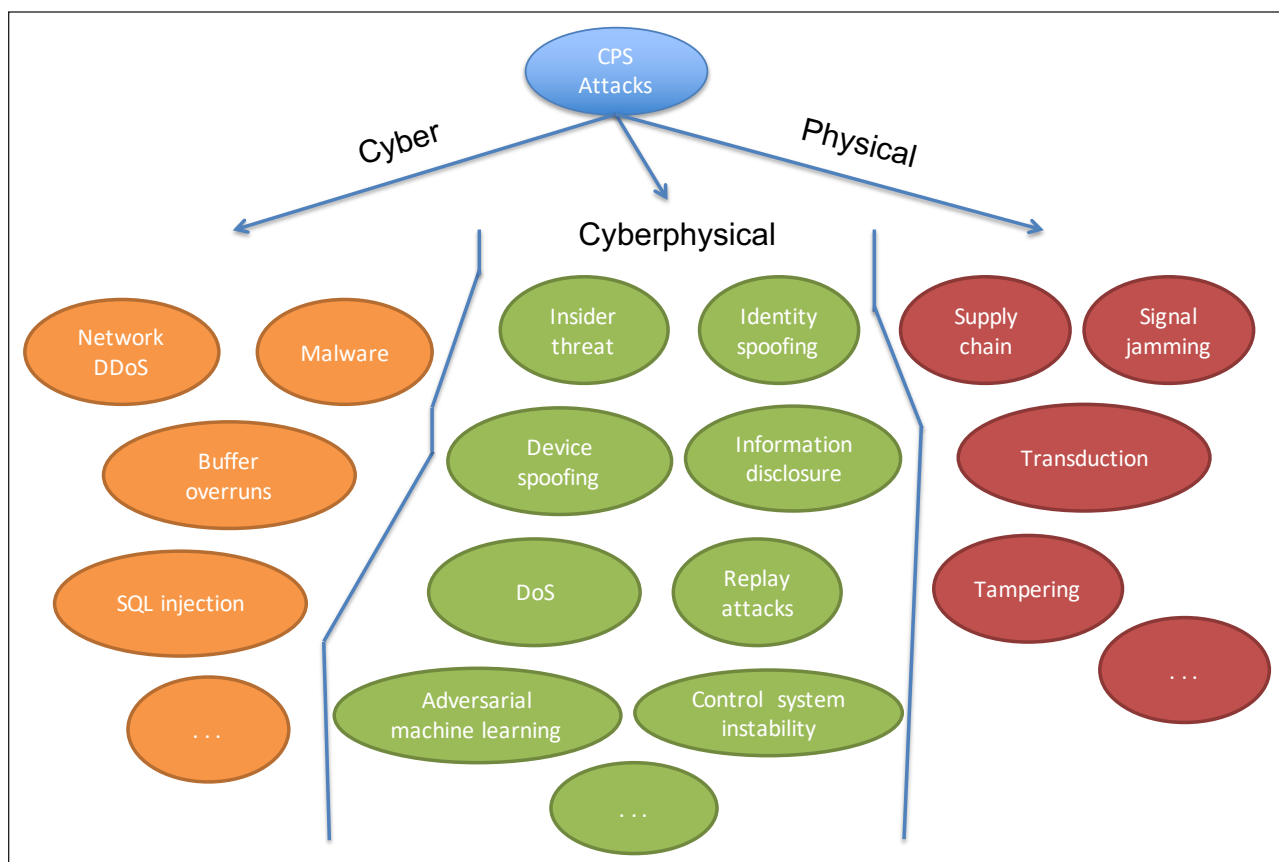 CPS
Attacks
Cyber
Physical
Cyberphysical
Network
DDoS
Malware
Buffer
overruns
SQL injection
. . .
Insider
threat
Identity
spoofing
Device
spoofing
Information
disclosure
DoS
Replay
attacks
Adversarial
machine learning
Control system
instability
. . .
Supply
chain
Signal
jamming
Transduction
Tampering
. . .